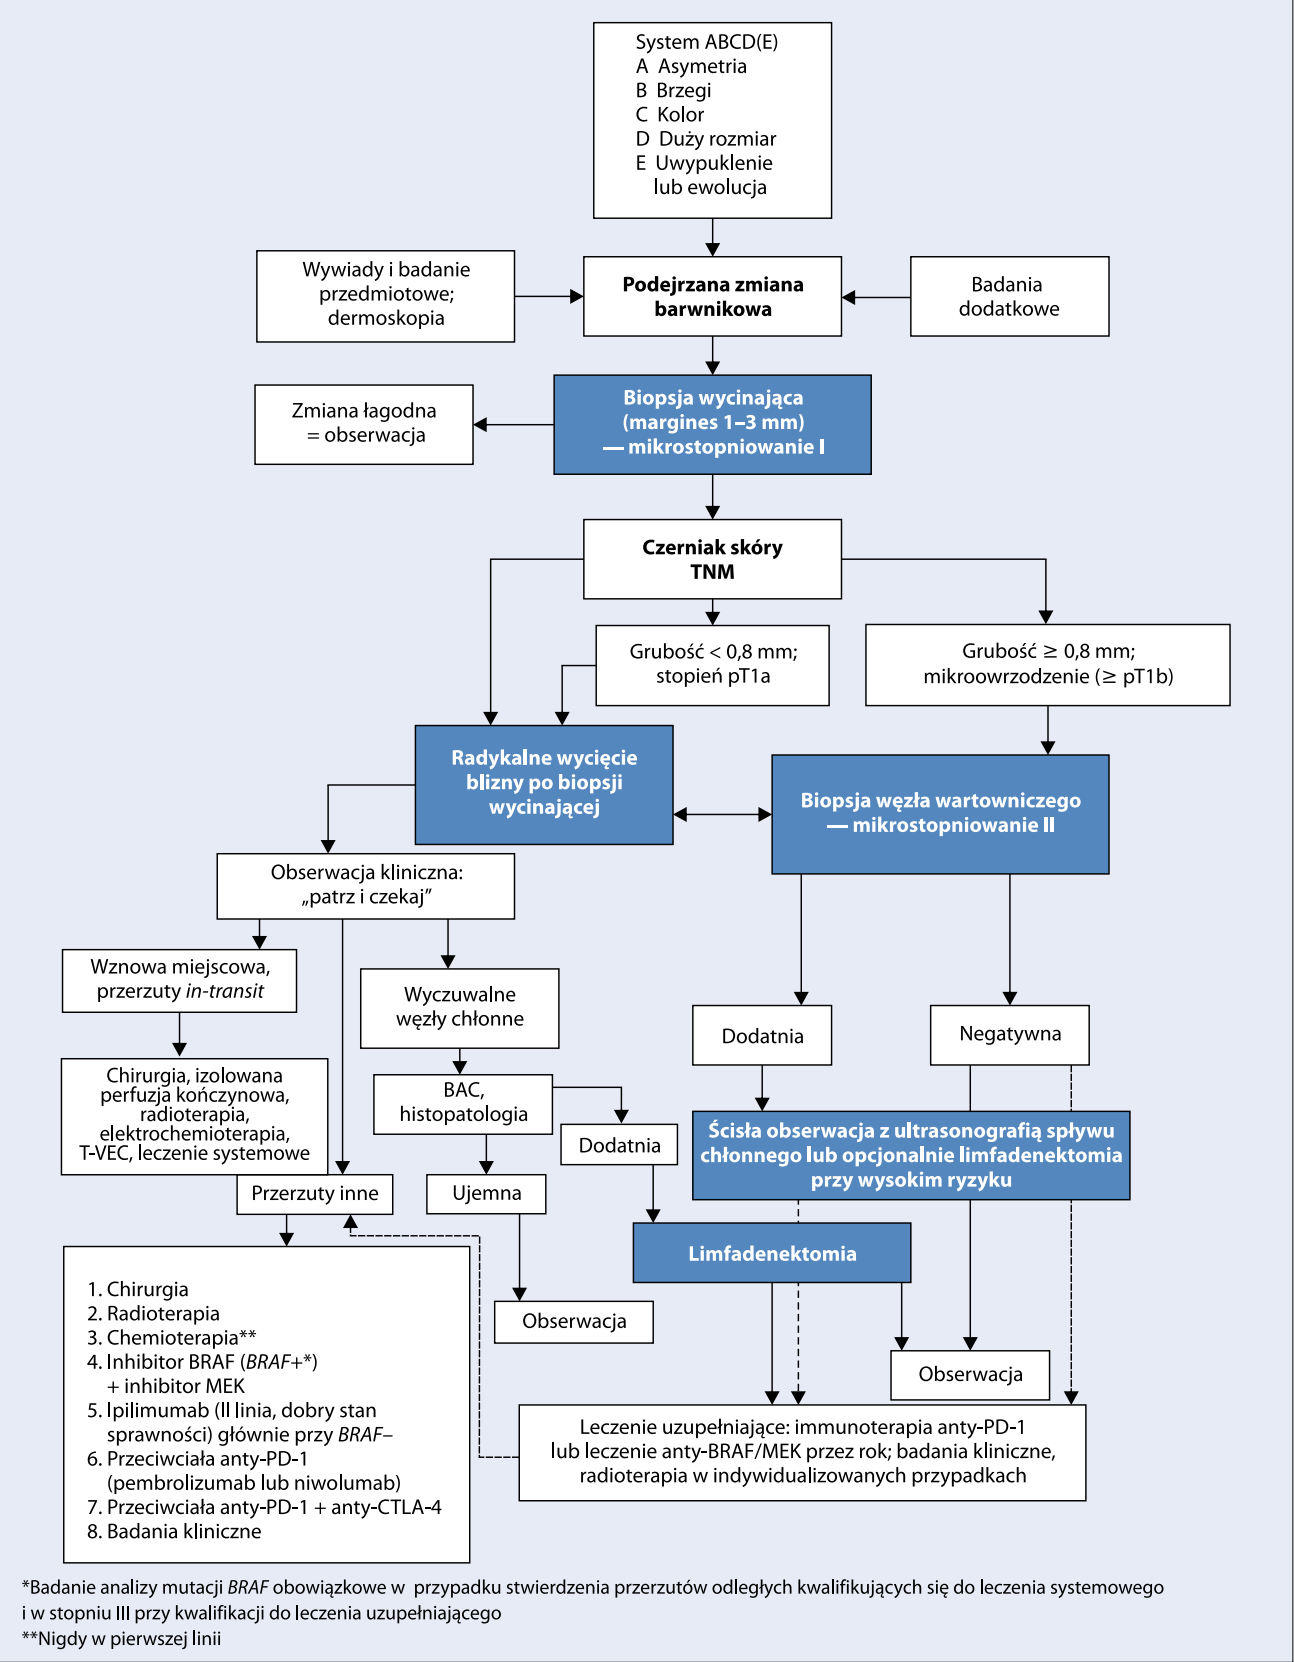 System ABCD(E)
A Asymetria
B Brzegi
C Kolor
D Duży rozmiar
E Uwypuklenie
lub ewolucja
Wywiady i badanie
przedmiotowe;
dermoskopia
Podejrzana zmiana
barwnikowa
Badania
dodatkowe
Zmiana łagodna
= obserwacja
Biopsja wycinająca
(margines 1–3 mm)
— mikrostopniowanie I
Czerniak skóry
TNM
Grubość < 0,8 mm;
stopień pT1a
Grubość ≥ 0,8 mm;
mikroowrzodzenie (≥ pT1b)
Radykalne wycięcie
blizny po biopsji
wycinającej
Biopsja węzła wartowniczego
— mikrostopniowanie II
Obserwacja kliniczna:
„patrz i czekaj”
Wznowa miejscowa,
przerzuty in-transit
Wyczuwalne
węzły chłonne
Dodatnia
Negatywna
Chirurgia, izolowana
perfuzja kończynowa,
radioterapia,
elektrochemioterapia,
T-VEC, leczenie systemowe
BAC,
histopatologia
Dodatnia
Ścisła obserwacja z ultrasonografią spływu
chłonnego lub opcjonalnie limfadenektomia
przy wysokim ryzyku
Przerzuty inne
Ujemna
Limfadenektomia
Obserwacja
Obserwacja
1. Chirurgia
2. Radioterapia
3. Chemioterapia**
4. Inhibitor BRAF (BRAF+*)
+ inhibitor MEK
5. Ipilimumab (II linia, dobry stan
sprawności) głównie przy BRAF–
6. Przeciwciała anty-PD-1
(pembrolizumab lub niwolumab)
7. Przeciwciała anty-PD-1 + anty-CTLA-4
8. Badania kliniczne
Leczenie uzupełniające: immunoterapia anty-PD-1
lub leczenie anty-BRAF/MEK przez rok; badania kliniczne,
radioterapia w indywidualizowanych przypadkach
*Badanie analizy mutacji BRAF obowiązkowe w przypadku stwierdzenia przerzutów odległych kwalifikujących się do leczenia systemowego
i w stopniu III przy kwalifikacji do leczenia uzupełniającego
**Nigdy w pierwszej linii